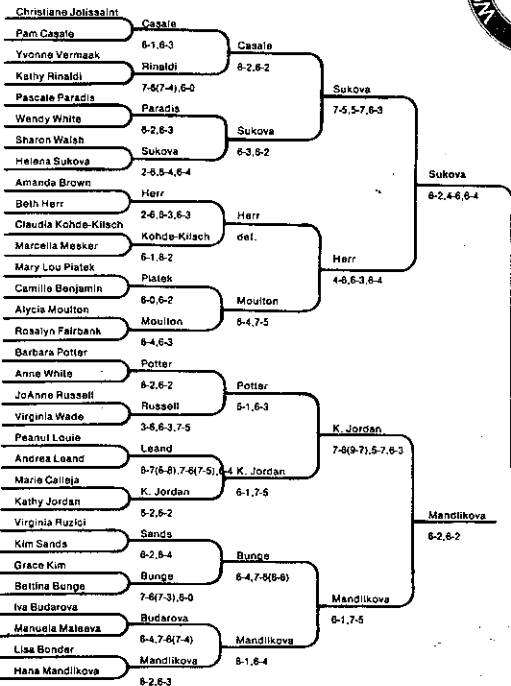 Christiane Jolissaint
Pam Casale
Yvonne Vermaak
Kathy Rinaldi
Pascale Paradis
Wendy White
Sharon Walsh
Helena Sukova
Amanda Brown
Beth Herr
Claudia Kohde-Kilsch
Marcella Mesker
Mary Lou Piatek
Camille Benjamin
Alycia Moulton
Rosalyn Fairbank
Barbara Potter
Anne White
JoAnne Russell
Virginia Wade
Peanut Louie
Andrea Leand
Marie Calleja
Kathy Jordan
Virginia Ruzici
Kim Sands
Grace Kim
Bettina Bunge
Iva Budarova
Manuela Maleeva
Lisa Bonder
Hana Mandlikova
Casale
6-1,6-3
Rinaldi
7-6(7-4),6-0
Paradis
6-2,6-3
Sukova
2-6,6-4,6-4
Herr
2-6,6-3,6-3
Kohde-Kilsch
6-1,6-2
Piatek
6-0,6-2
Moulton
6-4,6-3
Potter
6-2,6-2
Russell
3-6,6-3,7-5
Leand
6-7(6-8),7-6(7-5),6-4
K. Jordan
6-2,6-2
Sands
6-2,6-4
Bunge
7-6(7-3),6-0
Budarova
6-4,7-6(7-4)
Mandlikova
6-2,6-3
Casale
6-2,6-2
Sukova
6-3,6-2
Herr
def.
Moulton
6-4,7-5
Potter
6-1,6-3
K. Jordan
6-1,7-5
Bunge
6-4,7-6(8-6)
Mandlikova
6-1,6-4
Sukova
7-5,5-7,6-3
Herr
4-6,6-3,6-4
K. Jordan
7-6(9-7),5-7,6-3
Mandlikova
6-1,7-5
Sukova
6-2,4-6,6-4
Mandlikova
6-2,6-2